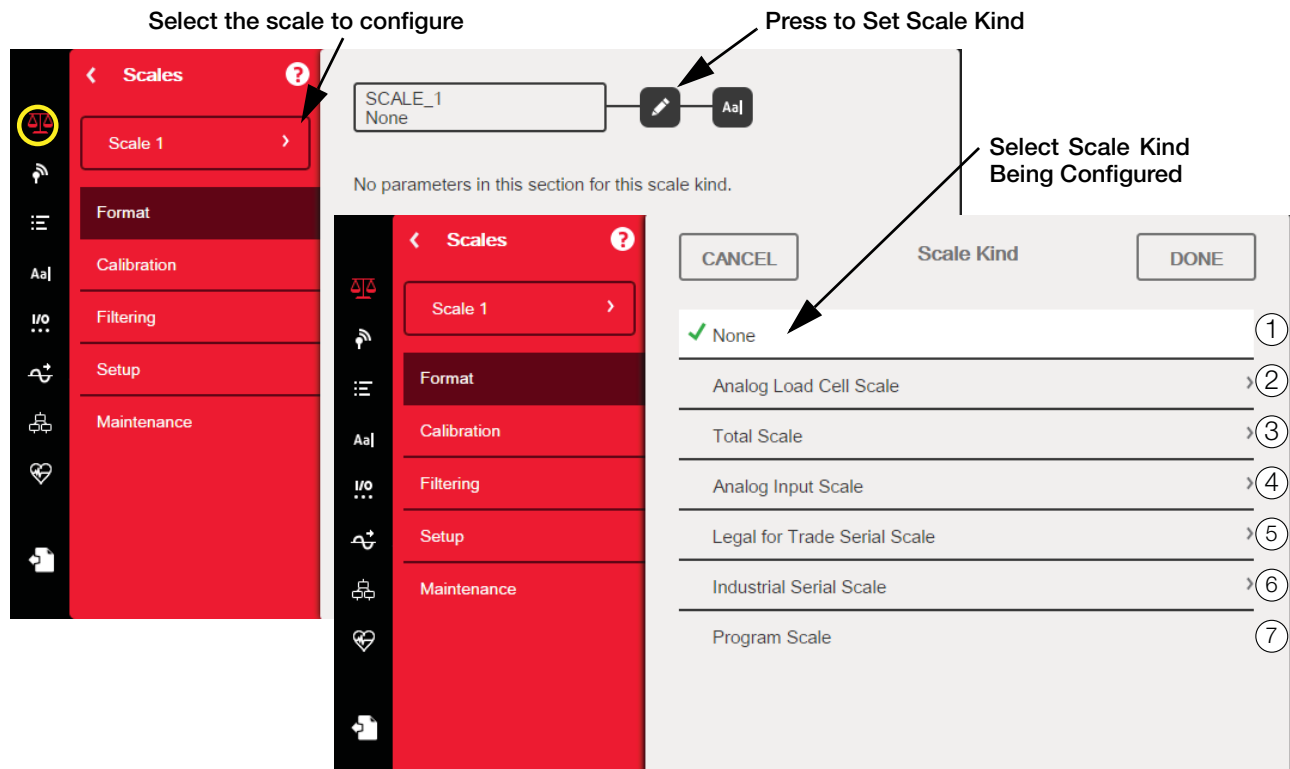 Select the scale to configure
Press to Set Scale Kind
Scales
?
Scale 1
Format
Calibration
Filtering
Setup
Maintenance
Aa
I/O
SCALE_1
None
Aa
No parameters in this section for this scale kind.
Select Scale Kind
Being Configured
Scales
?
Scale 1
Format
Calibration
Filtering
Setup
Maintenance
Aa
I/O
CANCEL
Scale Kind
DONE
None
1
Analog Load Cell Scale
2
Total Scale
3
Analog Input Scale
4
Legal for Trade Serial Scale
5
Industrial Serial Scale
6
Program Scale
7